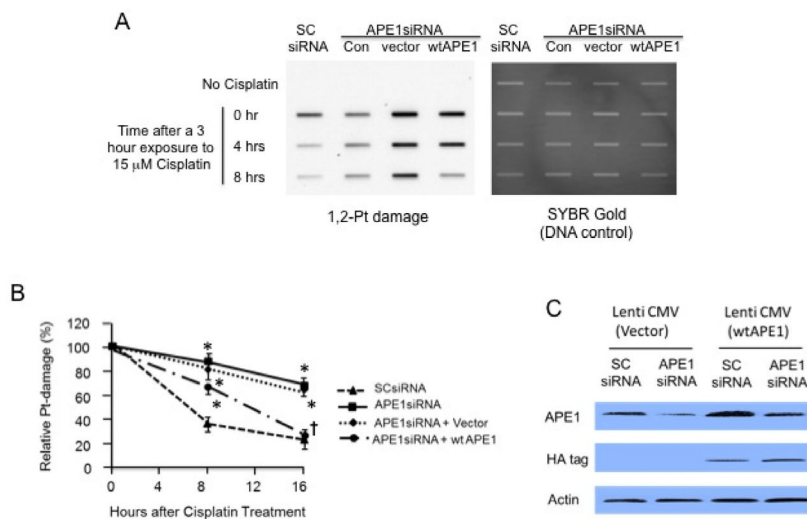 A
SC siRNA
APE1siRNA
Con vector wtAPE1
SC siRNA
APE1siRNA
Con vector wtAPE1
No Cisplatin
Time after a 3 hour exposure to 15 μM Cisplatin
0 hr
4 hrs
8 hrs
1,2-Pt damage
SYBR Gold
(DNA control)
B
Relative Pt-damage (%)
120
100
80
60
40
20
0
0 8 16
Hours after Cisplatin Treatment
* * * * * †
SCsiRNA
APE1siRNA
APE1siRNA + Vector
APE1siRNA + wtAPE1
C
Lenti CMV (Vector)
Lenti CMV (wtAPE1)
SC siRNA
APE1 siRNA
SC siRNA
APE1 siRNA
APE1
HA tag
Actin